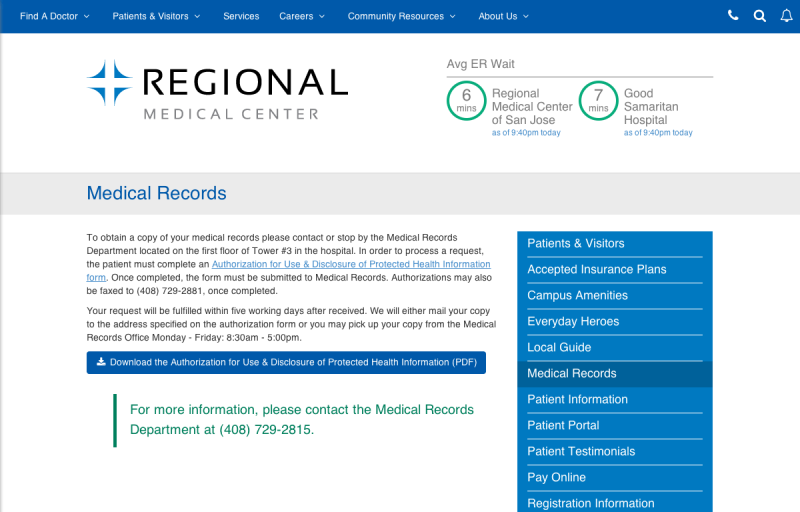 Find A Doctor Patients & Visitors Services Careers Community Resources About Us
REGIONAL
MEDICAL CENTER
Avg ER Wait
6
mins
Regional
Medical Center
of San Jose
as of 9:40pm today
7
mins
Good
Samaritan
Hospital
as of 9:40pm today
Medical Records
To obtain a copy of your medical records please contact or stop by the Medical Records
Department located on the first floor of Tower #3 in the hospital. In order to process a request,
the patient must complete an Authorization for Use & Disclosure of Protected Health Information
form. Once completed, the form must be submitted to Medical Records. Authorizations may also
be faxed to (408) 729-2881, once completed.
Your request will be fulfilled within five working days after received. We will either mail your copy
to the address specified on the authorization form or you may pick up your copy from the Medical
Records Office Monday - Friday: 8:30am - 5:00pm.
Download the Authorization for Use & Disclosure of Protected Health Information (PDF)
For more information, please contact the Medical Records
Department at (408) 729-2815.
Patients & Visitors
Accepted Insurance Plans
Campus Amenities
Everyday Heroes
Local Guide
Medical Records
Patient Information
Patient Portal
Patient Testimonials
Pay Online
Registration Information